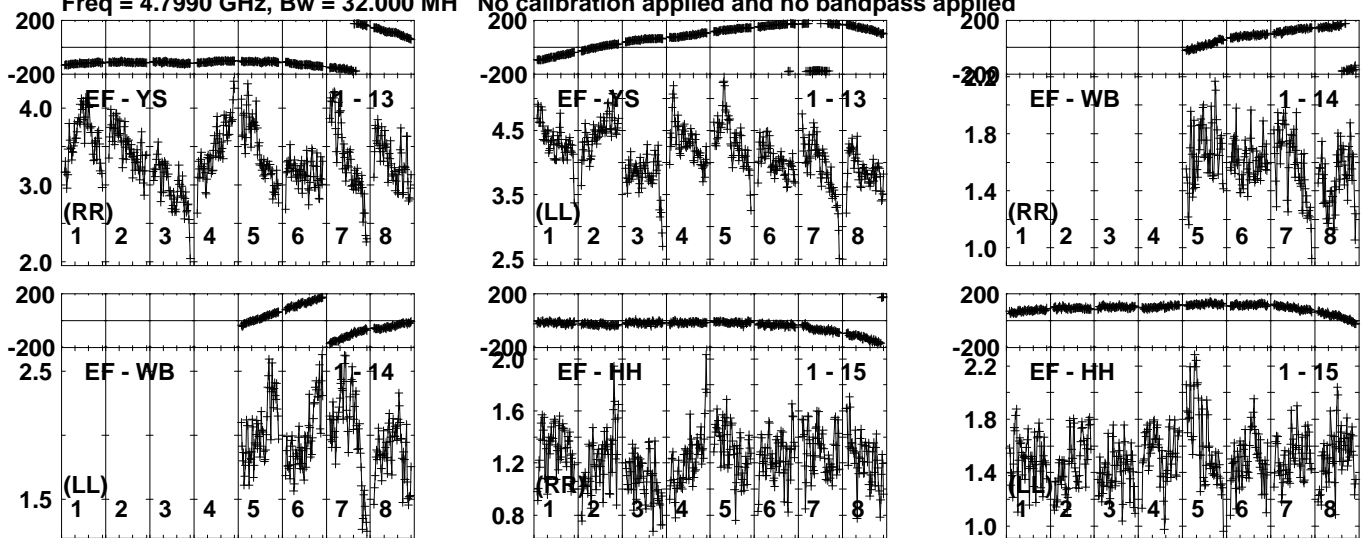 Freq = 4.7990 GHz, Bw = 32.000 MH No calibration applied and no bandpass applied
200
-200
EF - YS
1 - 13
4.0
3.0
(RR)
1 2 3 4 5 6 7 8
2.0
200
-200
EF - YS
1 - 13
4.5
3.5
(LL)
1 2 3 4 5 6 7 8
2.5
200
-200
2.2
EF - WB
1 - 14
1.8
1.4
(RR)
1 2 3 4 5 6 7 8
1.0
200
-200
2.5
EF - WB
1 - 14
(LL)
1.5
1 2 3 4 5 6 7 8
200
-200
2.0
EF - HH
1 - 15
1.6
1.2
(RR)
1 2 3 4 5 6 7 8
0.8
200
-200
2.2
EF - HH
1 - 15
1.8
1.4
(LL)
1 2 3 4 5 6 7 8
1.0